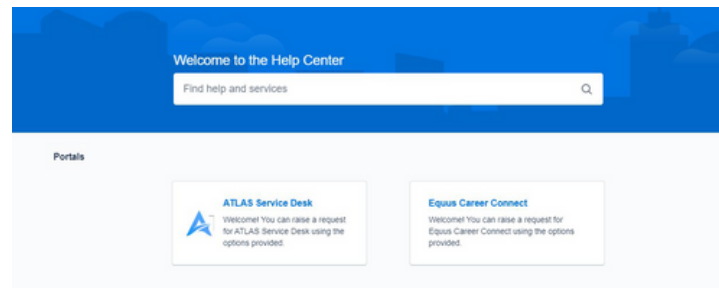 Welcome to the Help Center
Find help and services
Portals
ATLAS Service Desk
Welcome! You can raise a request
for ATLAS Service Desk using the
options provided.
Equus Career Connect
Welcome! You can raise a request for
Equus Career Connect using the options
provided.